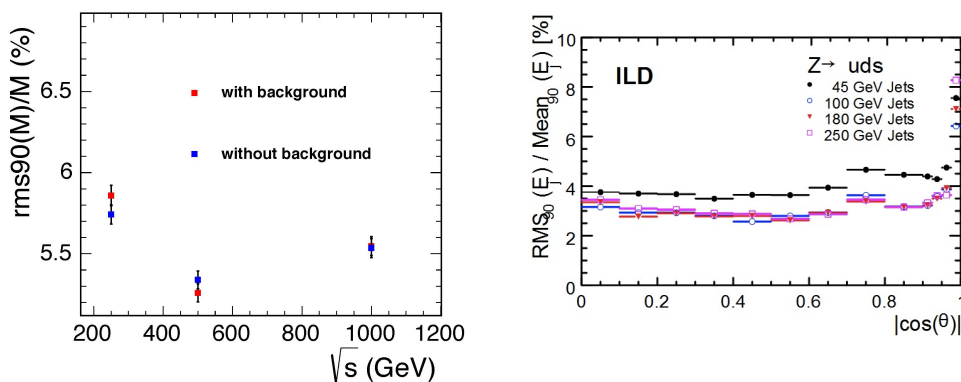 rms90(M)/M (%)
6.5
6
5.5
with background
without background
200 400 600 800 1000 1200
√s (GeV)
RMS90(Ej) / Mean90(Ej) [%]
10
8
6
4
2
0
ILD
Z→ uds
45 GeV Jets
100 GeV Jets
180 GeV Jets
250 GeV Jets
0 0.2 0.4 0.6 0.8 1
|cos(θ)|